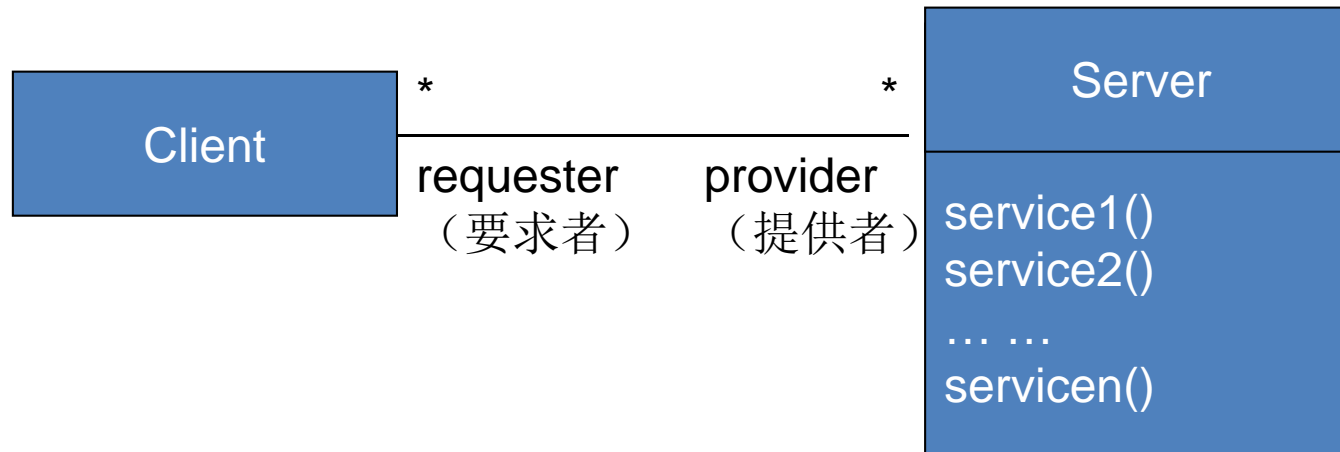 Client
*
*
requester
（要求者）
provider
（提供者）
Server
service1()
service2()
… …
servicen()